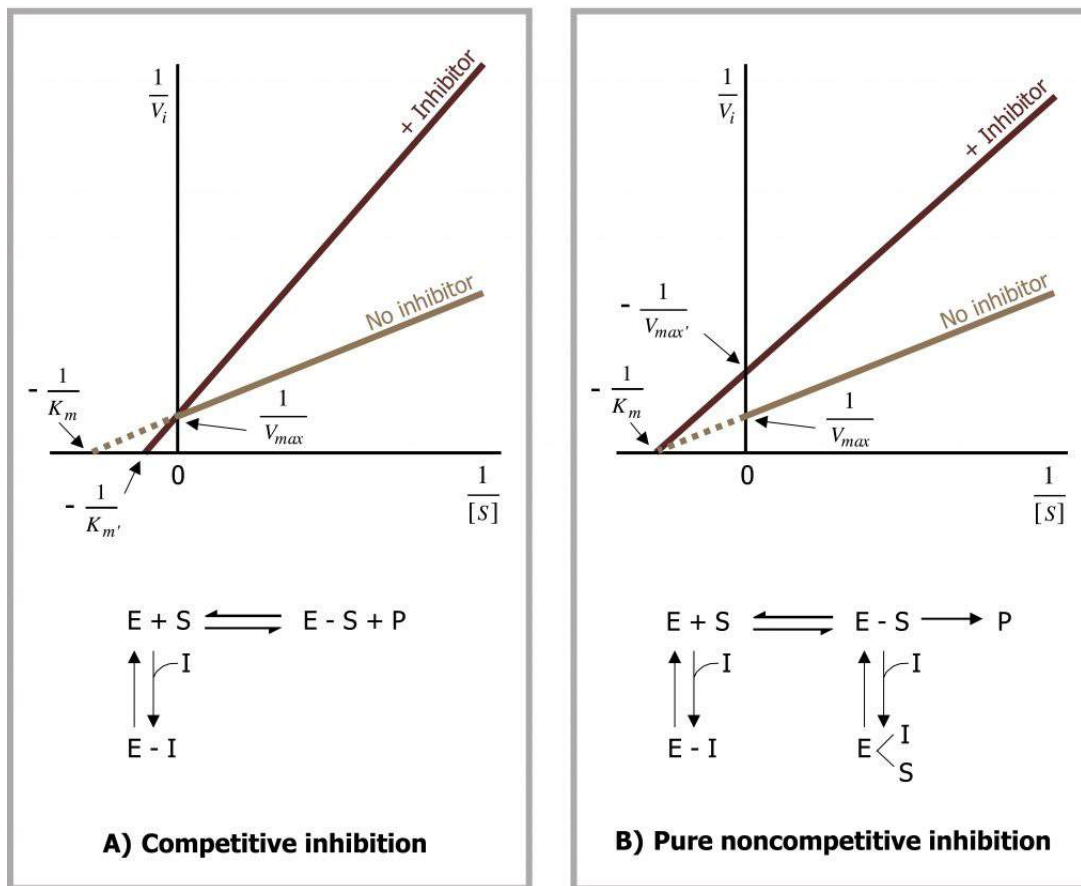 1
V_i
+ Inhibitor
No inhibitor
- 1
K_m
1
V_max
0
1
[S]
- 1
K_m'
E + S E - S + P
I
E - I
A) Competitive inhibition
1
V_i
+ Inhibitor
- 1
V_max'
No inhibitor
- 1
K_m
1
V_max
0
1
[S]
E + S E - S P
I I
E - I E I
S
B) Pure noncompetitive inhibition